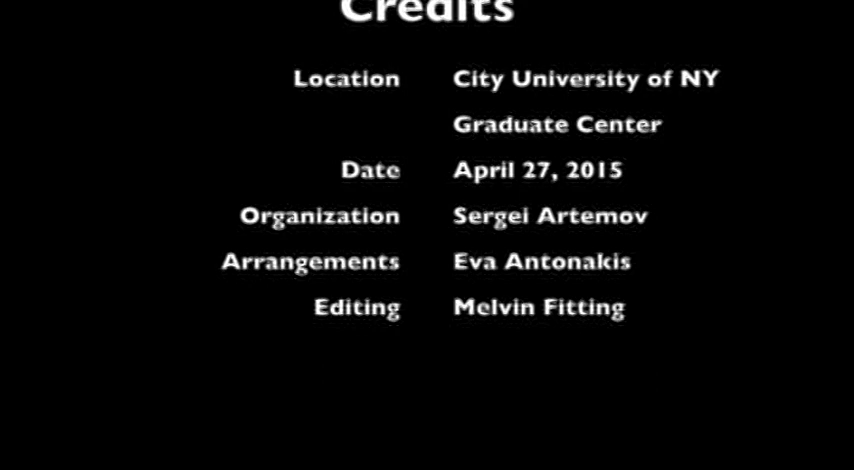 Credits
Location City University of NY
Graduate Center
Date April 27, 2015
Organization Sergei Artemov
Arrangements Eva Antonakis
Editing Melvin Fitting